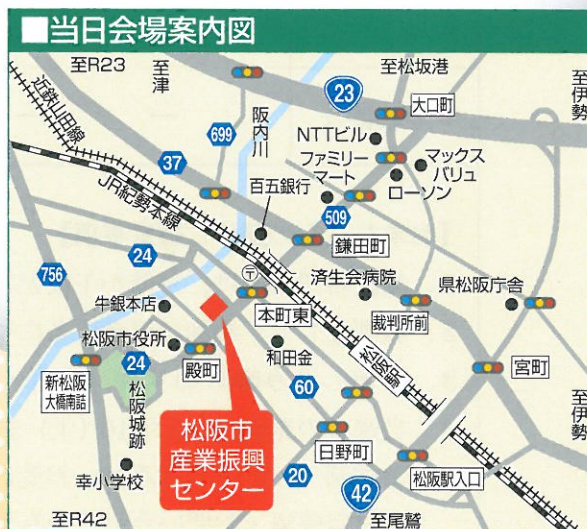 ■当日会場案内図
至R23
至津
至松坂港
至伊勢
近鉄山田線
699
阪内川
23
大口町
NTTビル
ファミリーマート
マックスバリュ
ローソン
37
百五銀行
509
JR紀勢本線
鎌田町
24
756
〒
済生会病院
県松阪庁舎
牛銀本店
本町東
裁判所前
松阪市役所
和田金
松阪駅
宮町
新松阪
大橋南詰
24
殿町
60
松阪城跡
松阪市
産業振興
センター
日野町
幸小学校
20
42
松阪駅入口
至R42
至尾鷲
至伊勢